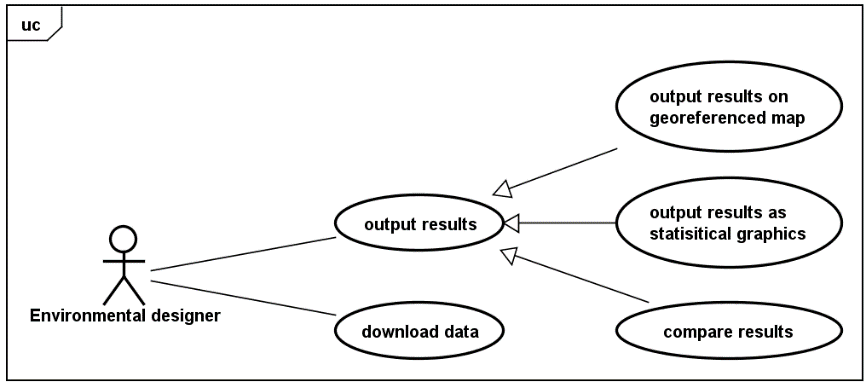 uc
output results on
georeferenced map
output results
output results as
statisitical graphics
Environmental designer
download data
compare results